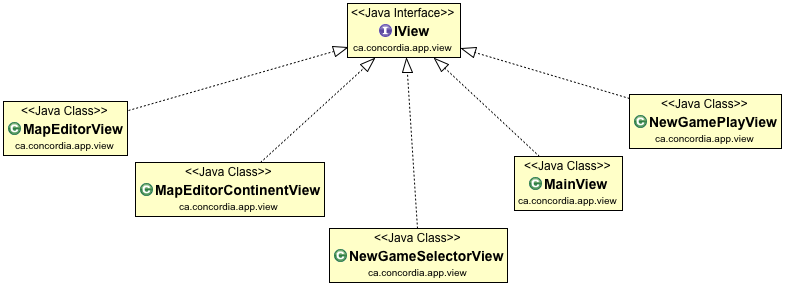 <<Java Interface>>
IView
ca.concordia.app.view
<<Java Class>>
MapEditorView
ca.concordia.app.view
<<Java Class>>
NewGamePlayView
ca.concordia.app.view
<<Java Class>>
MapEditorContinentView
ca.concordia.app.view
<<Java Class>>
MainView
ca.concordia.app.view
<<Java Class>>
NewGameSelectorView
ca.concordia.app.view